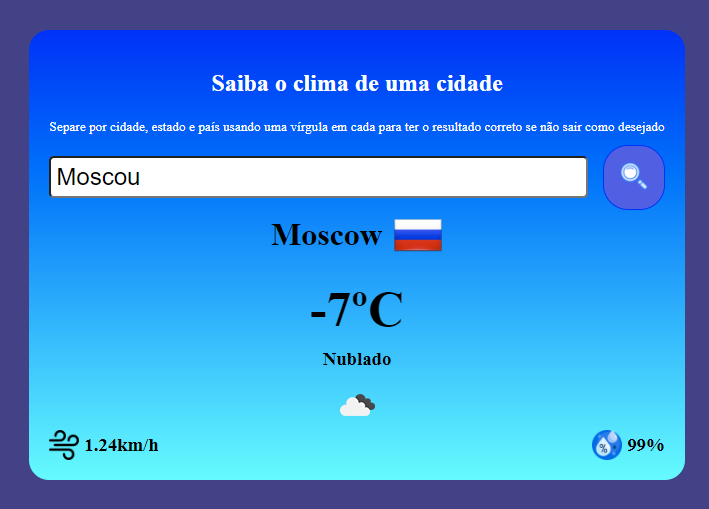 Saiba o clima de uma cidade
Separe por cidade, estado e país usando uma vírgula em cada para ter o resultado correto se não sair como desejado
Moscou
Moscow
-7ºC
Nublado
1.24km/h
% 99%